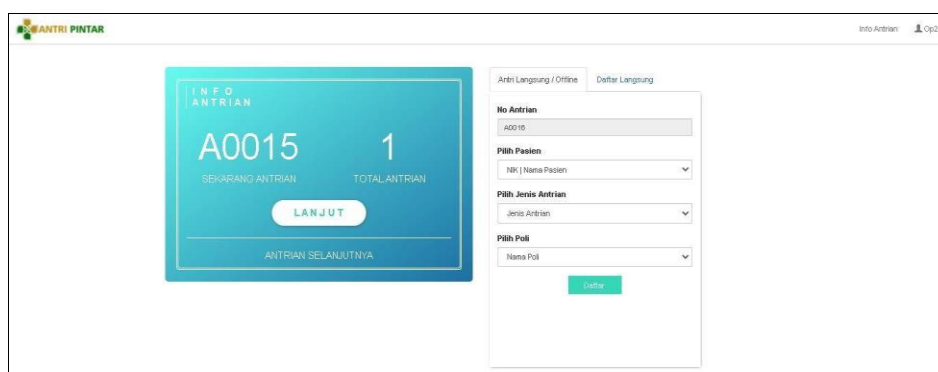 ANTRI PINTAR
Info Antrian
Op2
INFO
ANTRIAN
A0015
1
SEKARANG ANTRIAN
TOTAL ANTRIAN
LANJUT
ANTRIAN SELANJUTNYA
Antri Langsung / Offline
Daftar Langsung
No Antrian
A0016
Pilih Pasien
NIK | Nama Pasien
Pilih Jenis Antrian
Jenis Antrian
Pilih Poli
Nama Poli
Daftar